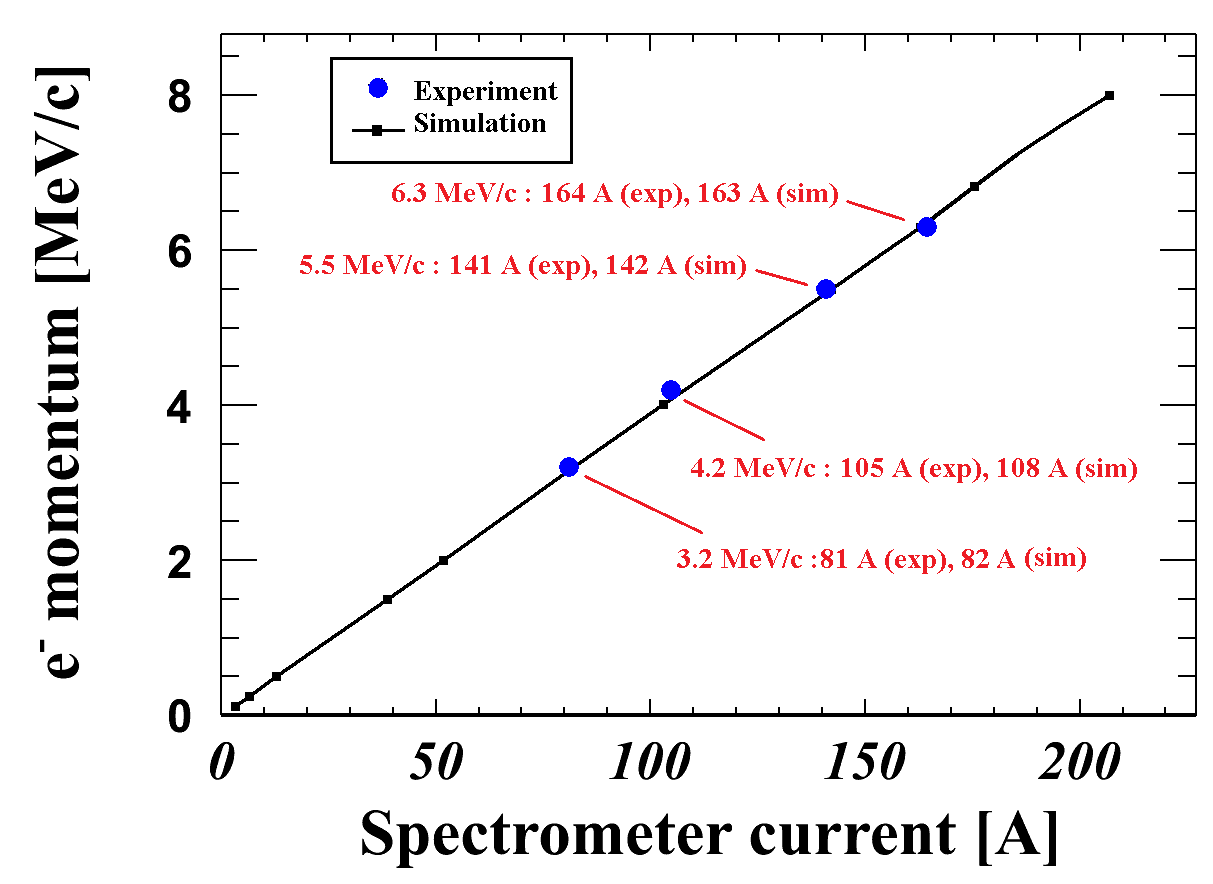 Experiment
Simulation
6.3 MeV/c : 164 A (exp), 163 A (sim)
5.5 MeV/c : 141 A (exp), 142 A (sim)
4.2 MeV/c : 105 A (exp), 108 A (sim)
3.2 MeV/c :81 A (exp), 82 A (sim)
e⁻ momentum [MeV/c]
8
6
4
2
0
0 50 100 150 200
Spectrometer current [A]